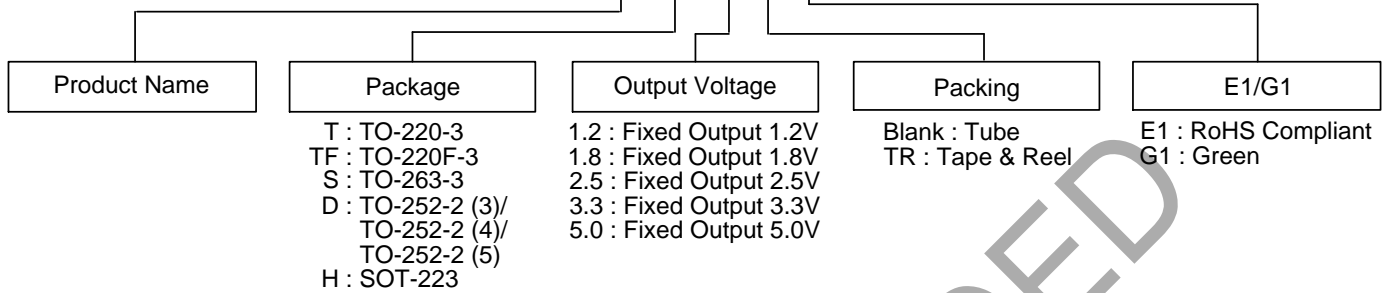 Product Name
Package
T : TO-220-3
TF : TO-220F-3
S : TO-263-3
D : TO-252-2 (3)/
TO-252-2 (4)/
TO-252-2 (5)
H : SOT-223
Output Voltage
1.2 : Fixed Output 1.2V
1.8 : Fixed Output 1.8V
2.5 : Fixed Output 2.5V
3.3 : Fixed Output 3.3V
5.0 : Fixed Output 5.0V
Packing
Blank : Tube
TR : Tape & Reel
E1/G1
E1 : RoHS Compliant
G1 : Green